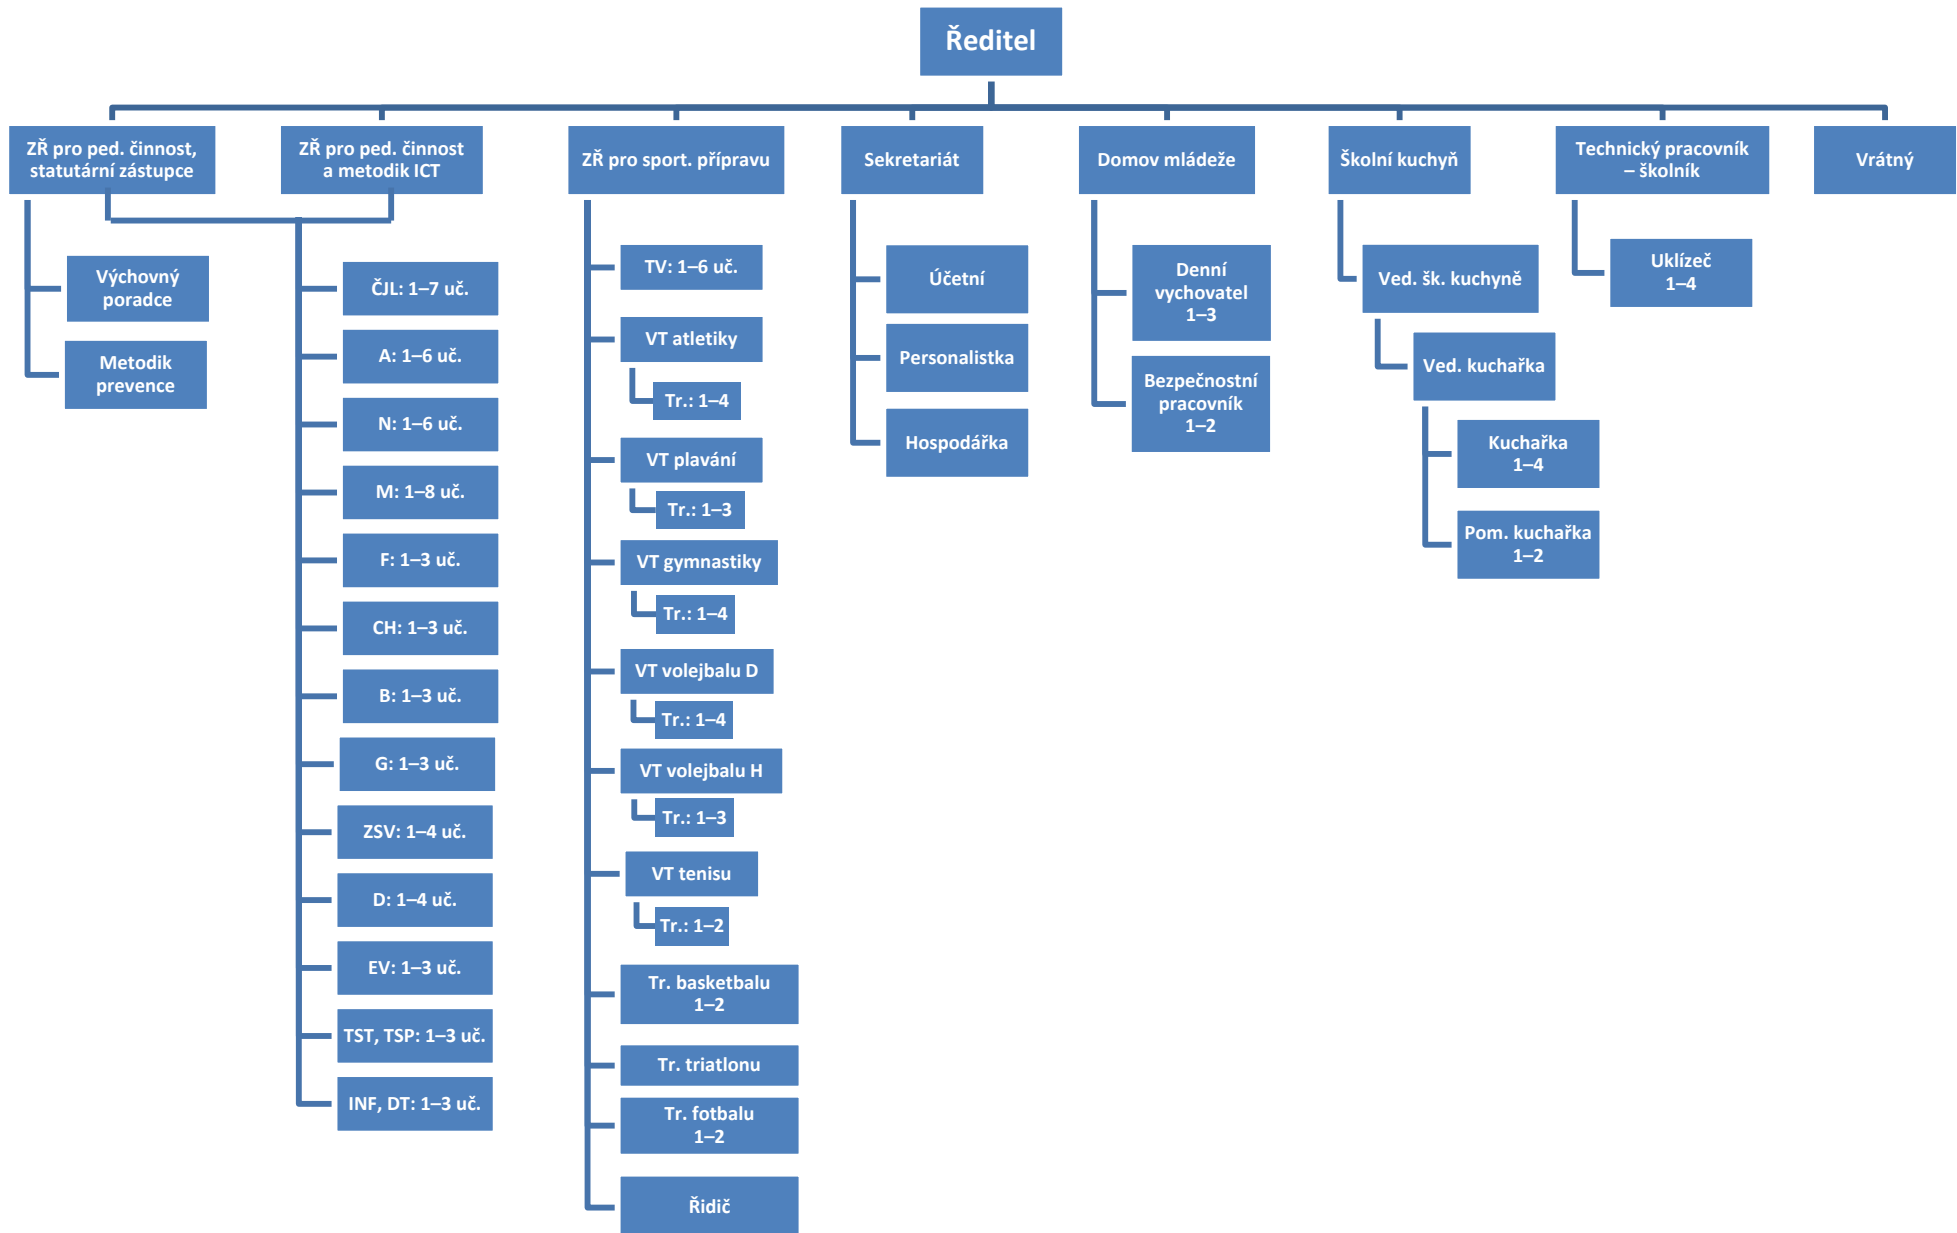 Ředitel
ZŘ pro ped. činnost,
statutární zástupce
ZŘ pro ped. činnost
a metodik ICT
ZŘ pro sport. přípravu
Sekretariát
Domov mládeže
Školní kuchyň
Technický pracovník
– školník
Vrátný
Výchovný
poradce
Metodik
prevence
ČJL: 1–7 uč.
A: 1–6 uč.
N: 1–6 uč.
M: 1–8 uč.
F: 1–3 uč.
CH: 1–3 uč.
B: 1–3 uč.
G: 1–3 uč.
ZSV: 1–4 uč.
D: 1–4 uč.
EV: 1–3 uč.
TST, TSP: 1–3 uč.
INF, DT: 1–3 uč.
TV: 1–6 uč.
VT atletiky
Tr.: 1–4
VT plavání
Tr.: 1–3
VT gymnastiky
Tr.: 1–4
VT volejbalu D
Tr.: 1–4
VT volejbalu H
Tr.: 1–3
VT tenisu
Tr.: 1–2
Tr. basketbalu
1–2
Tr. triatlonu
Tr. fotbalu
1–2
Řidič
Účetní
Personalistka
Hospodářka
Denní
vychovatel
1–3
Bezpečnostní
pracovník
1–2
Ved. šk. kuchyně
Ved. kuchařka
Kuchařka
1–4
Pom. kuchařka
1–2
Uklízeč
1–4